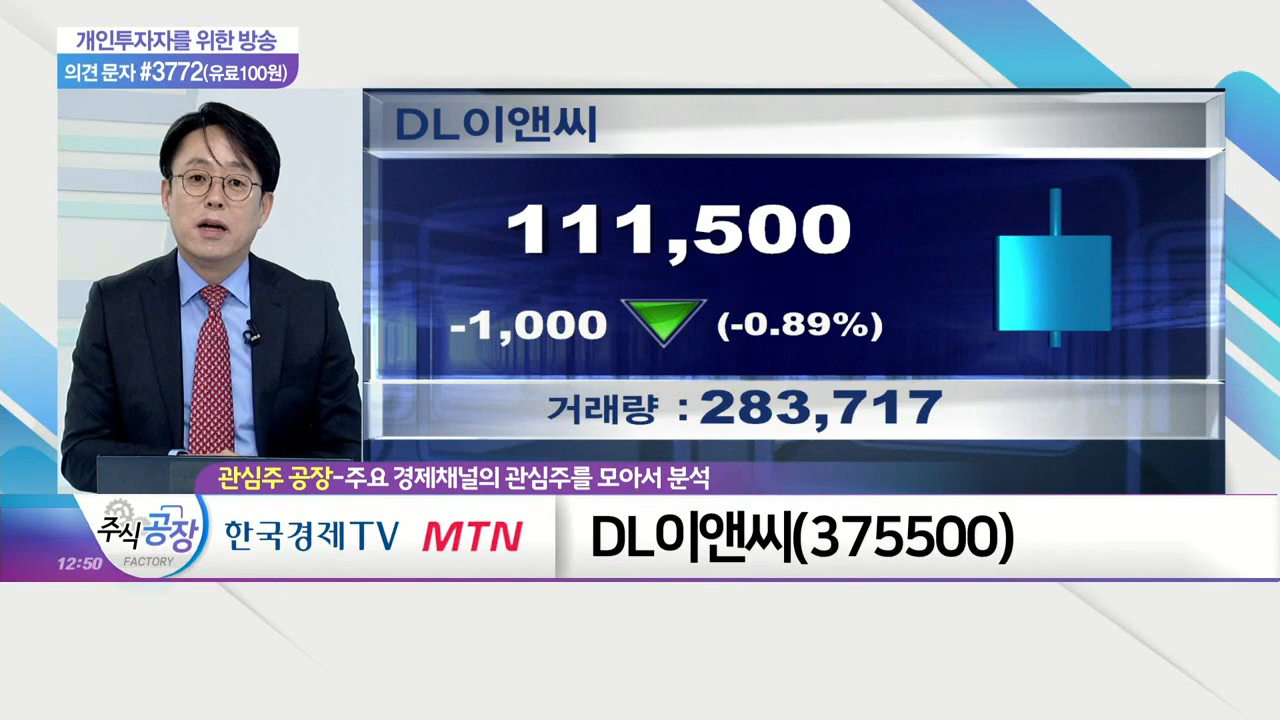 개인투자자를 위한 방송
의견 문자 #3772(유료100원)
DL이앤씨
111,500
-1,000 (-0.89%)
거래량 : 283,717
관심주 공장-주요 경제채널의 관심주를 모아서 분석
주식공장
FACTORY
12:50
한국경제TV MTN
DL이앤씨(375500)